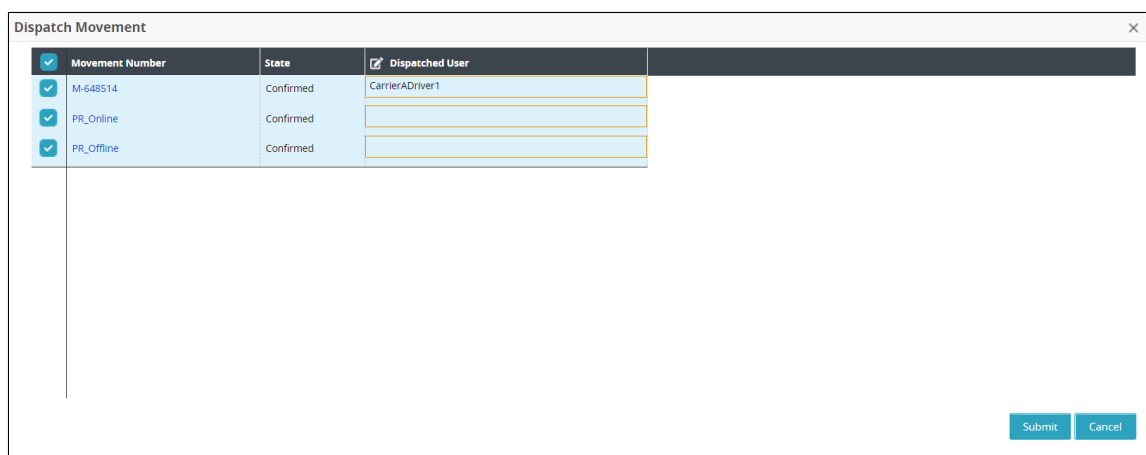 Dispatch Movement
Movement Number State Dispatched User
M-648514 Confirmed CarrierADriver1
PR_Online Confirmed
PR_Offline Confirmed
Submit Cancel